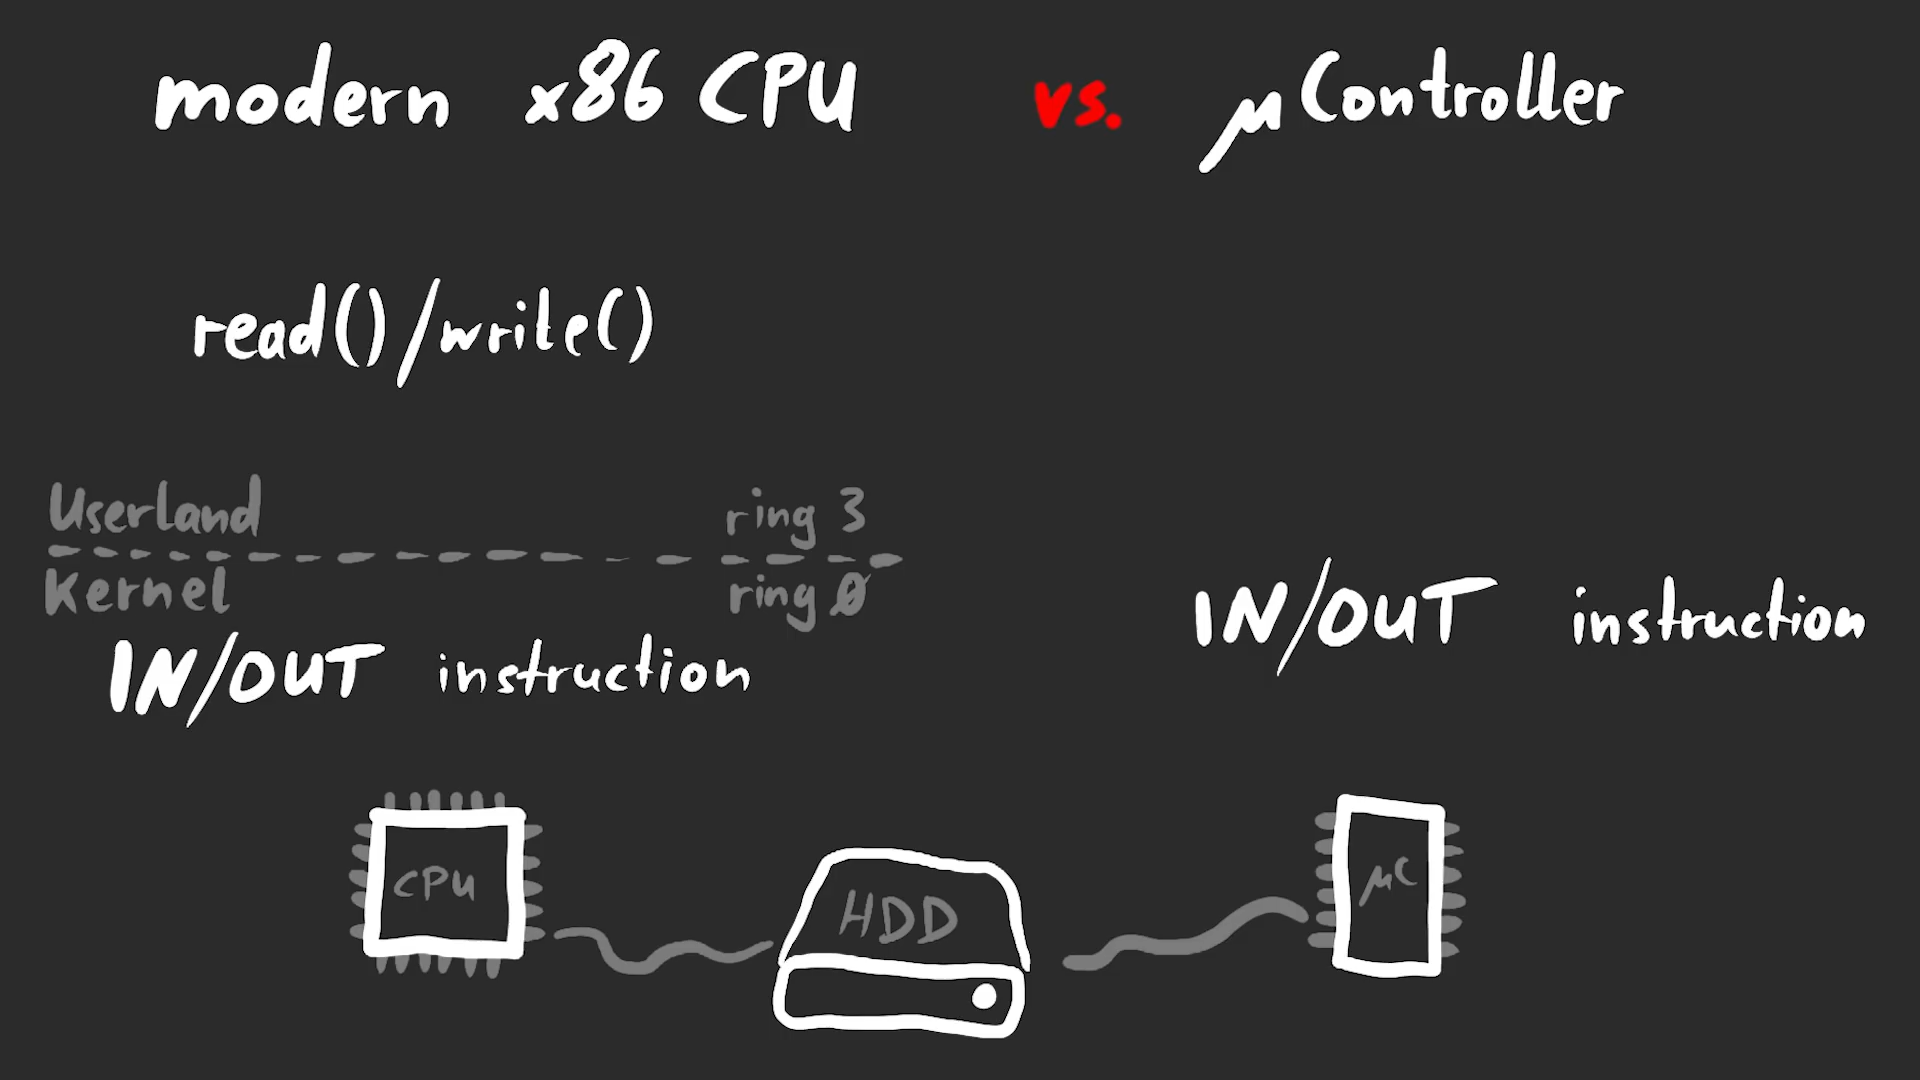 modern x86 CPU vs. μController
read()/write()
Userland ring 3
Kernel ring 0
IN/OUT instruction
IN/OUT instruction
CPU
HDD
μC